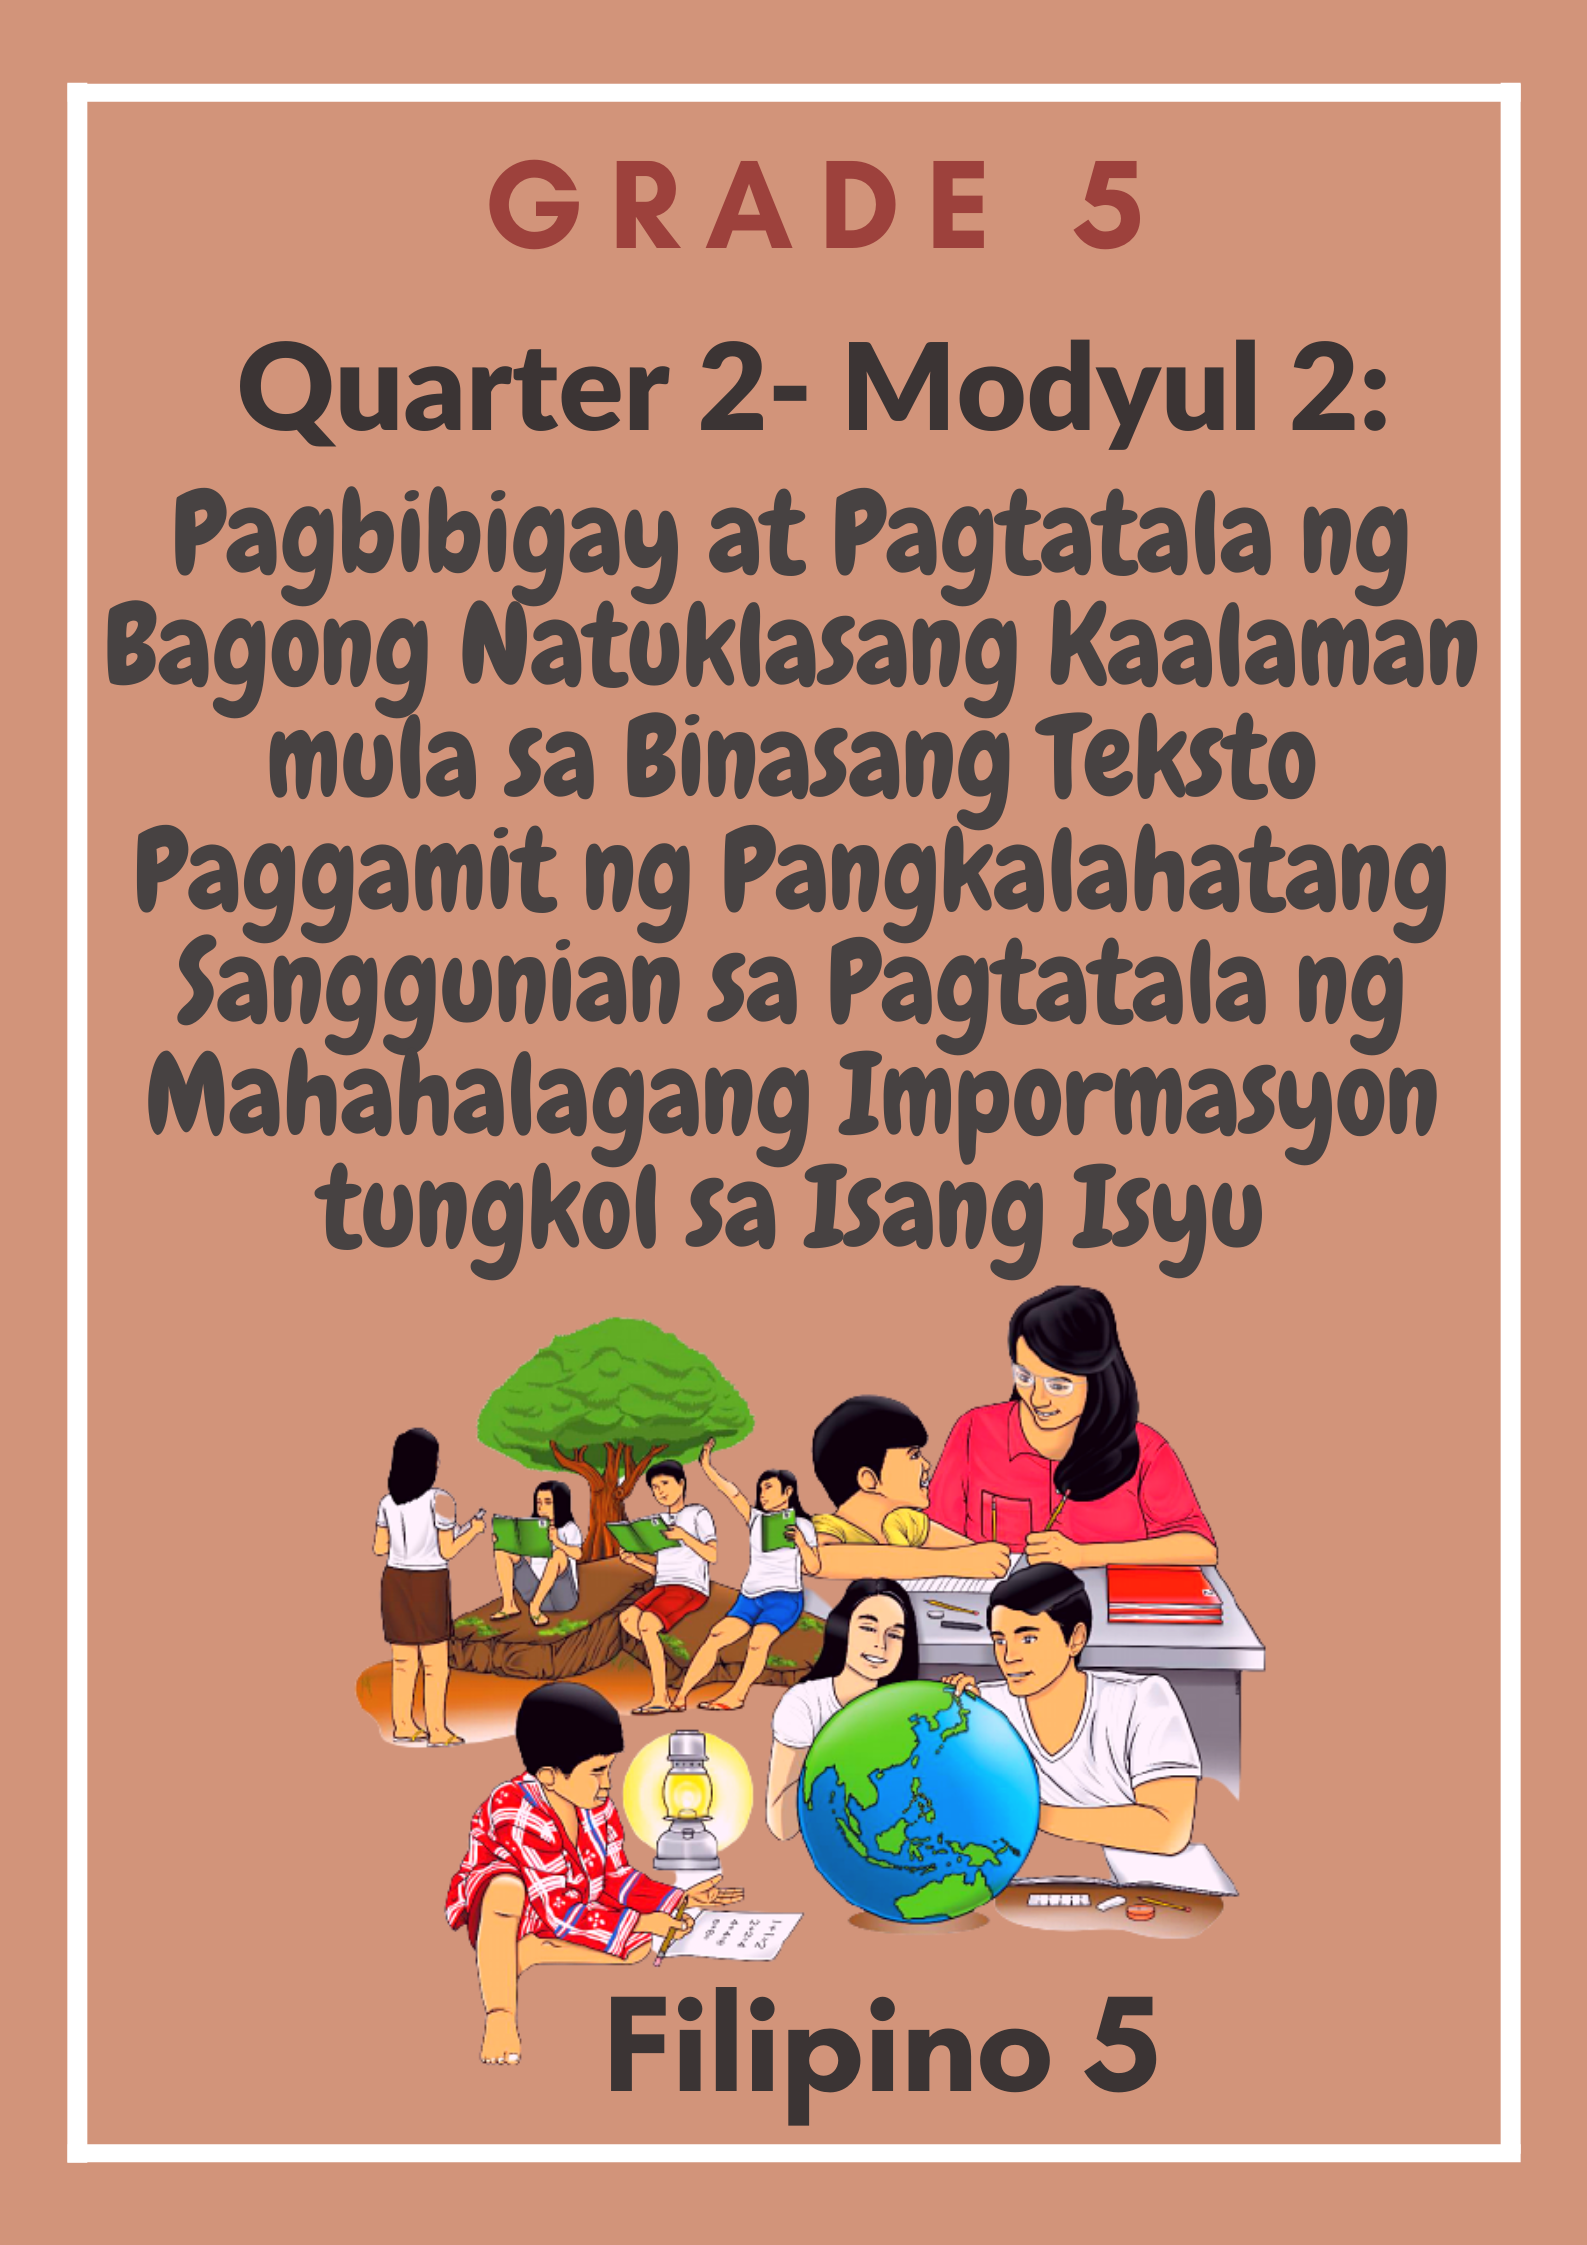 GRADE 5
Quarter 2- Modyul 2:
Pagbibigay at Pagtatala ng
Bagong Natuklasang Kaalaman
mula sa Binasang Teksto
Paggamit ng Pangkalahatang
Sanggunian sa Pagtatala ng
Mahahalagang Impormasyon
tungkol sa Isang Isyu
Filipino 5